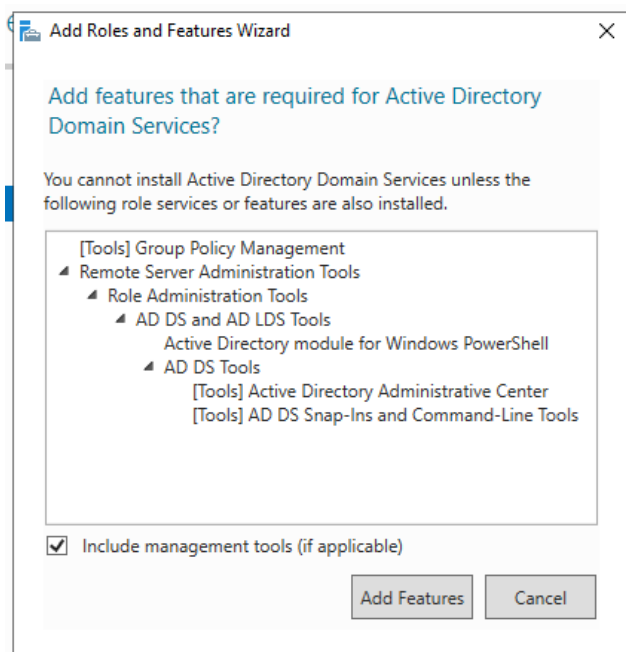 Add Roles and Features Wizard
Add features that are required for Active Directory
Domain Services?
You cannot install Active Directory Domain Services unless the
following role services or features are also installed.
[Tools] Group Policy Management
Remote Server Administration Tools
Role Administration Tools
AD DS and AD LDS Tools
Active Directory module for Windows PowerShell
AD DS Tools
[Tools] Active Directory Administrative Center
[Tools] AD DS Snap-Ins and Command-Line Tools
Include management tools (if applicable)
Add Features
Cancel